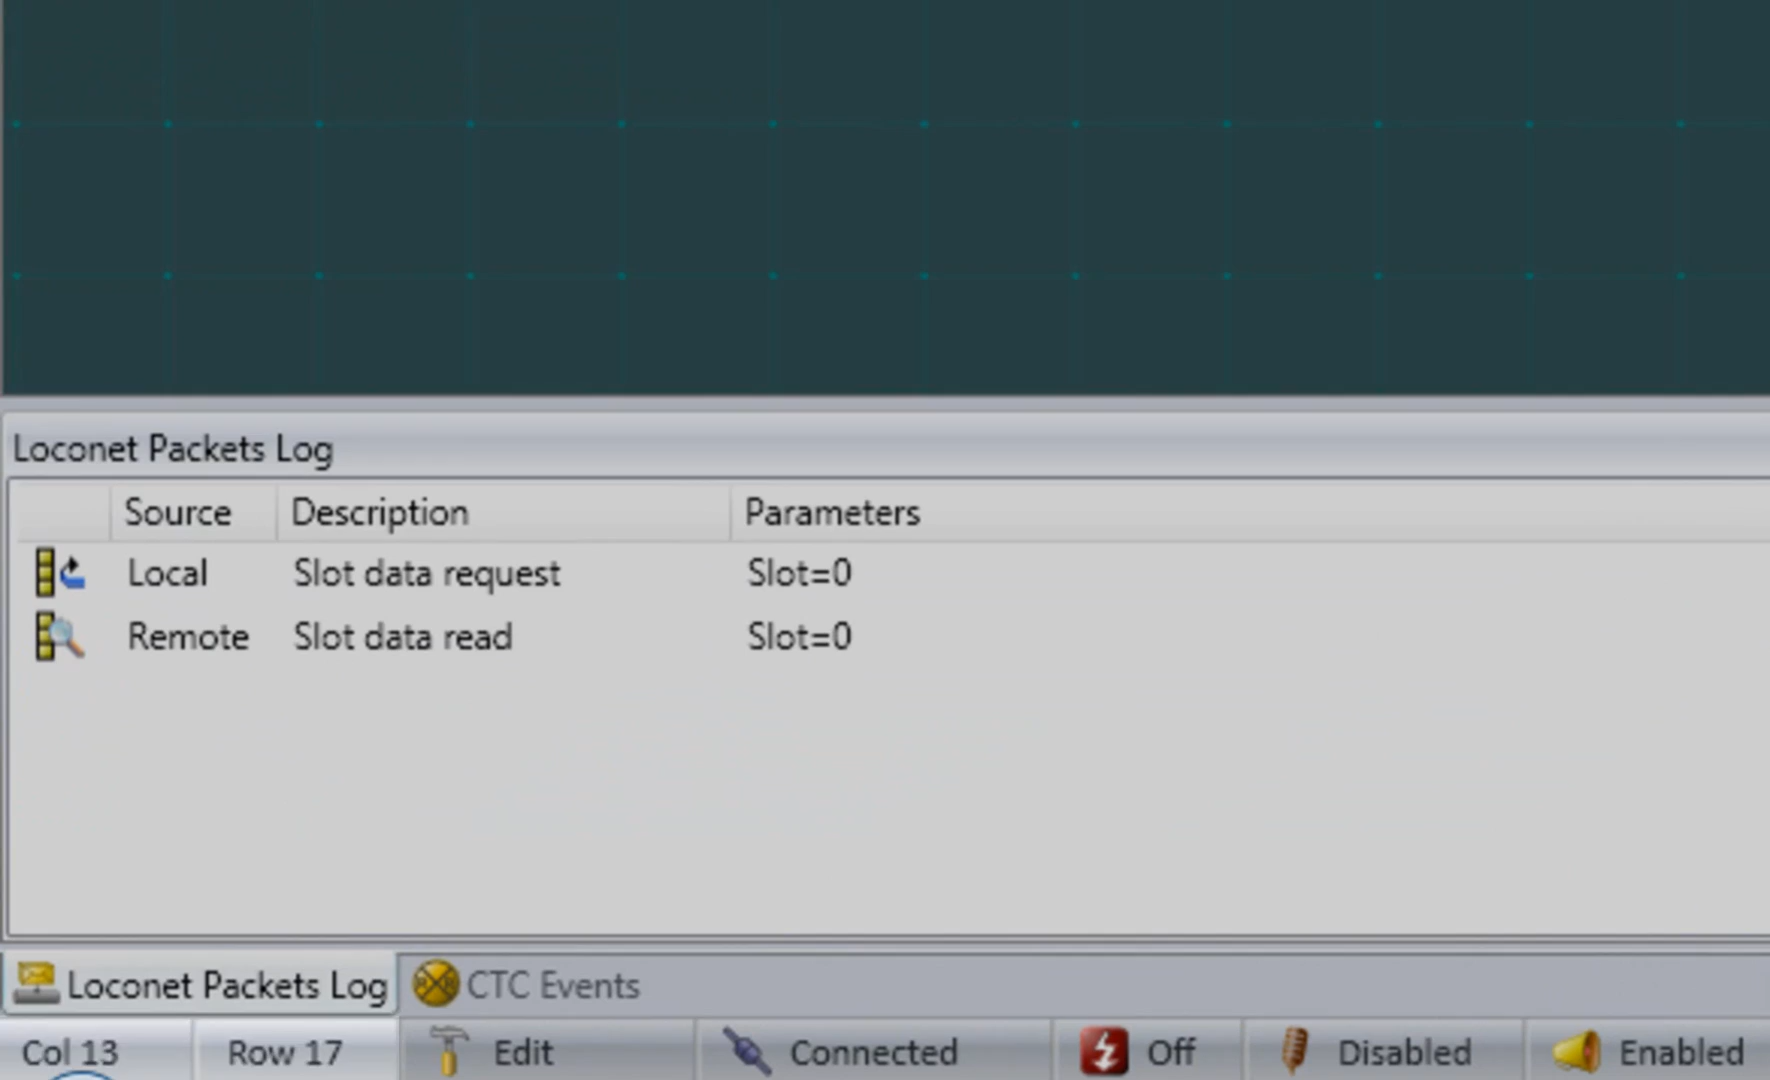 Loconet Packets Log
Source Description Parameters
Local Slot data request Slot=0
Remote Slot data read Slot=0
Loconet Packets Log CTC Events
Col 13 Row 17 Edit Connected Off Disabled Enabled